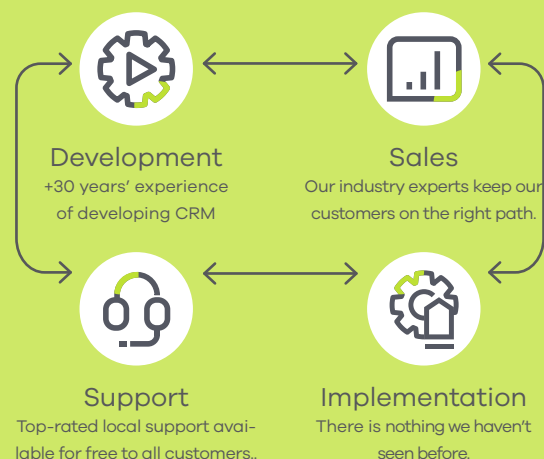 Development
+30 years' experience
of developing CRM
Sales
Our industry experts keep our
customers on the right path.
Support
Top-rated local support avai-
lable for free to all customers..
Implementation
There is nothing we haven't
seen before.